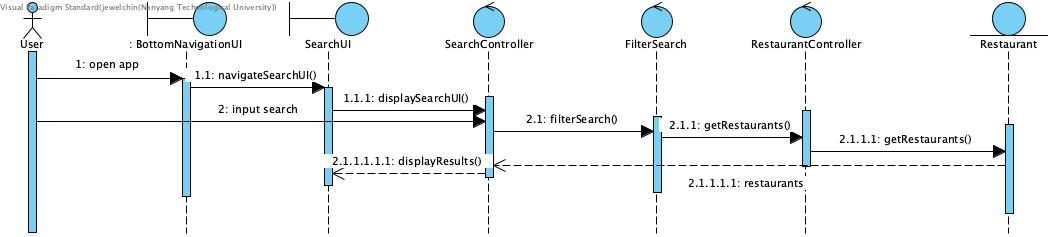 Visual Paradigm Standard(jewelchin(Nanyang Technological University))
User
: BottomNavigationUI
SearchUI
SearchController
FilterSearch
RestaurantController
Restaurant
1: open app
1.1: navigateSearchUI()
1.1.1: displaySearchUI()
2: input search
2.1: filterSearch()
2.1.1: getRestaurants()
2.1.1.1: getRestaurants()
2.1.1.1.1.1: displayResults()
2.1.1.1.1: restaurants